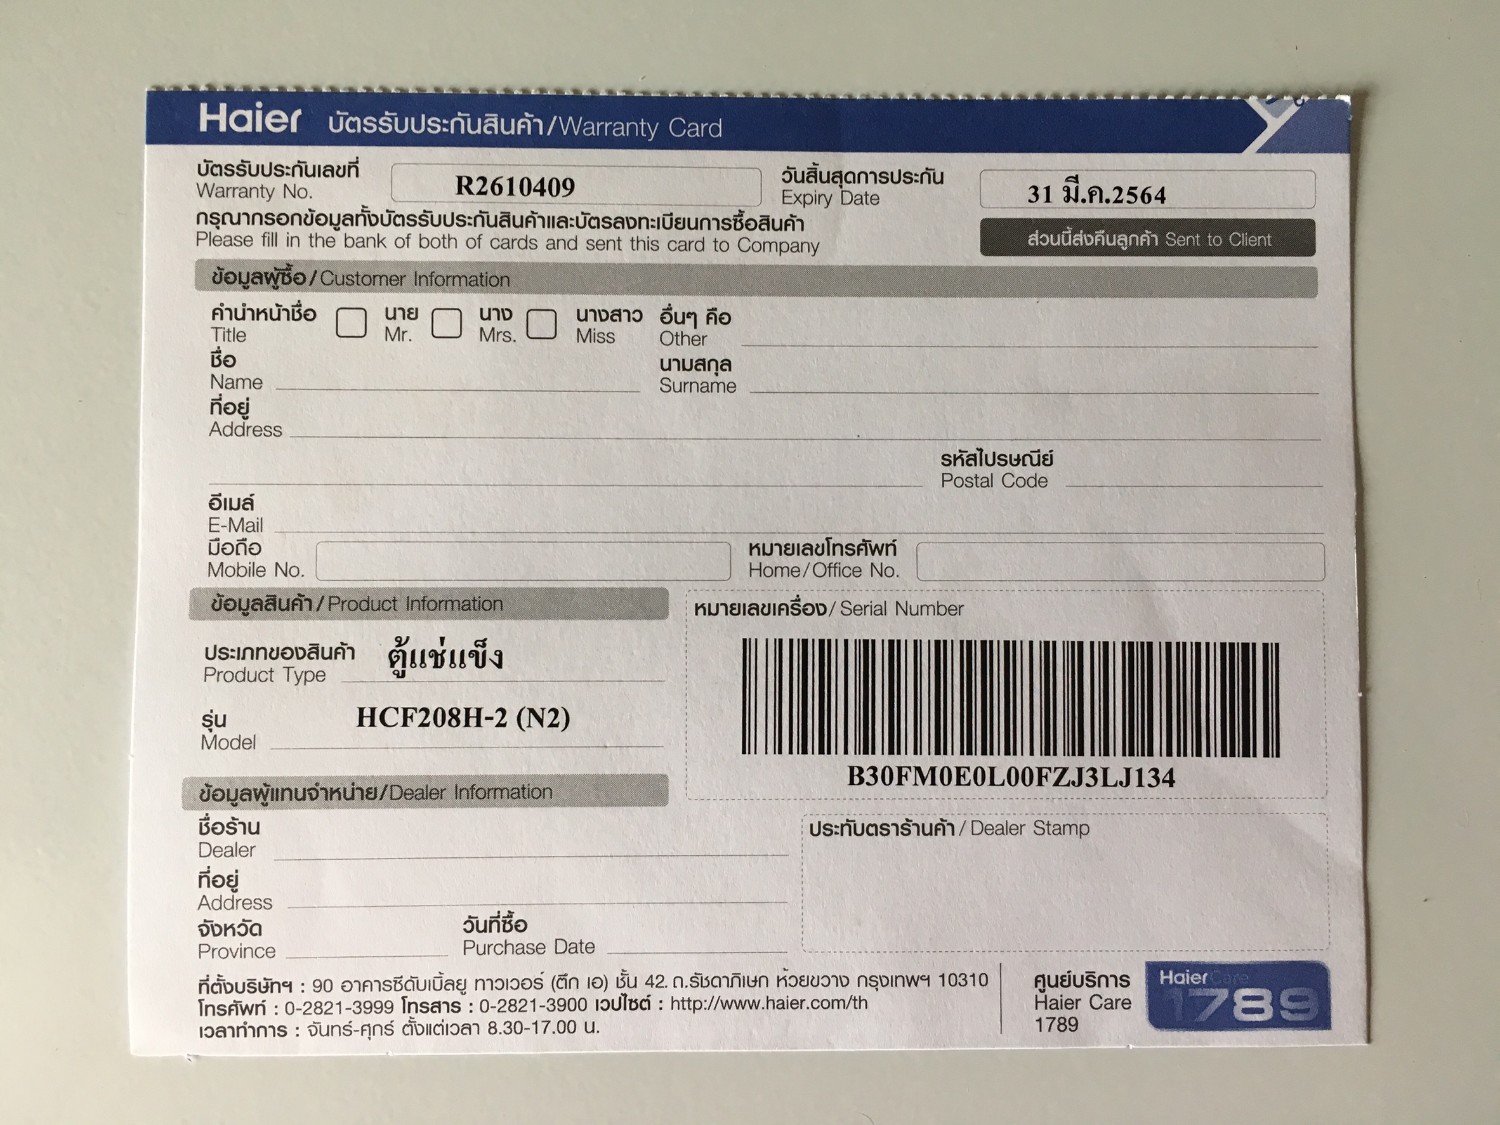 Haier บัตรรับประกันสินค้า/Warranty Card
บัตรรับประกันเลขที่
Warranty No.
R2610409
วันสิ้นสุดการประกัน
Expiry Date
31 มี.ค.2564
กรุณากรอกข้อมูลทั้งบัตรรับประกันสินค้าและบัตรลงทะเบียนการซื้อสินค้า
Please fill in the bank of both of cards and sent this card to Company
ส่วนนี้ส่งคืนลูกค้า Sent to Client
ข้อมูลผู้ซื้อ/Customer Information
คำนำหน้าชื่อ นาย นาง นางสาว อื่นๆ คือ
Title Mr. Mrs. Miss Other
ชื่อ นามสกุล
Name Surname
ที่อยู่
Address
รหัสไปรษณีย์
Postal Code
อีเมล์
E-Mail
มือถือ หมายเลขโทรศัพท์
Mobile No. Home/Office No.
ข้อมูลสินค้า/Product Information
ประเภทของสินค้า ตู้แช่แข็ง
Product Type
รุ่น HCF208H-2 (N2)
Model
หมายเลขเครื่อง/Serial Number
B30FM0E0L00FZJ3LJ134
ข้อมูลผู้แทนจำหน่าย/Dealer Information
ชื่อร้าน
Dealer
ที่อยู่
Address
จังหวัด วันที่ซื้อ
Province Purchase Date
ประทับตราร้านค้า/Dealer Stamp
ที่ตั้งบริษัทฯ : 90 อาคารซีดับเบิ้ลยู ทาวเวอร์ (ตึก เอ) ชั้น 42. ถ.รัชดาภิเษก ห้วยขวาง กรุงเทพฯ 10310
โทรศัพท์ : 0-2821-3999 โทรสาร : 0-2821-3900 เวปไซต์ : http://www.haier.com/th
เวลาทำการ : จันทร์-ศุกร์ ตั้งแต่เวลา 8.30-17.00 น.
ศูนย์บริการ
Haier Care
1789
Haier Care
1789